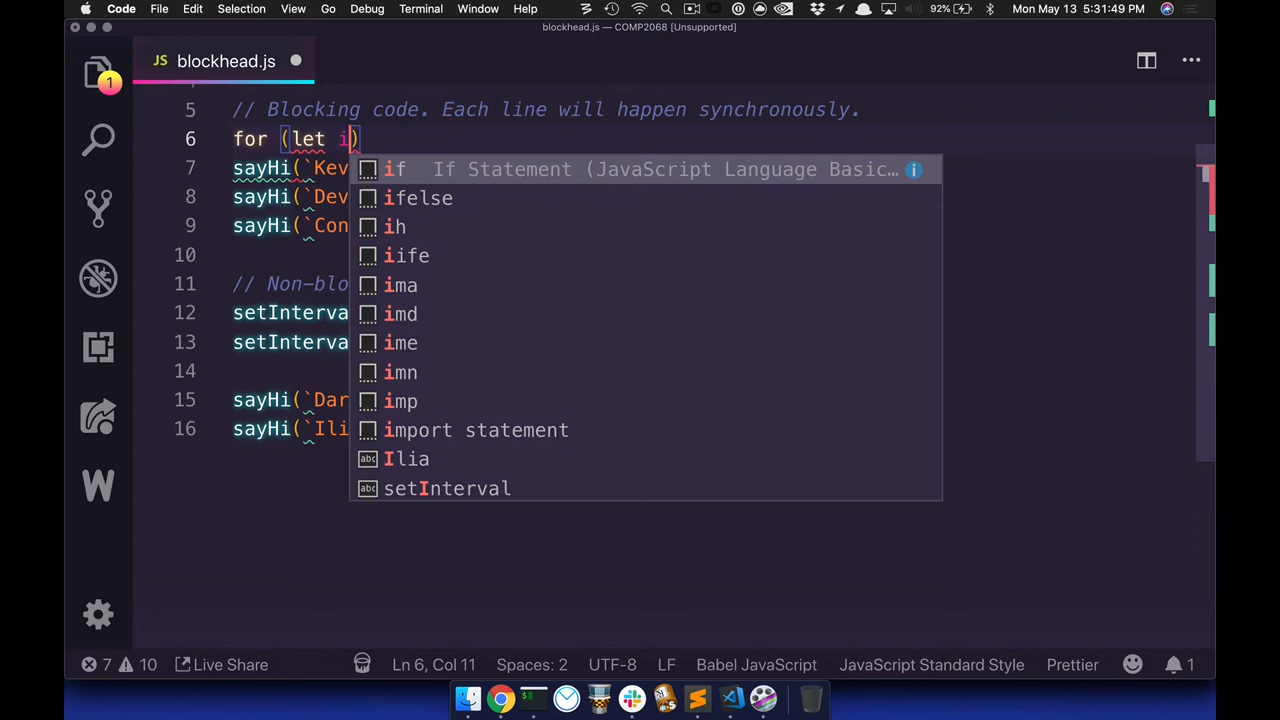 Code File Edit Selection View Go Debug Terminal Window Help 92% Mon May 13 5:31:49 PM
blockhead.js — COMP2068 [Unsupported]
JS blockhead.js
1
5 // Blocking code. Each line will happen synchronously.
6 for (let i)
7 sayHi(`Kev
8 sayHi(`Dev
9 sayHi(`Con
10
11 // Non-blo
12 setInterva
13 setInterva
14
15 sayHi(`Dar
16 sayHi(`Ili
if If Statement (JavaScript Language Basic…
ifelse
ih
iife
ima
imd
ime
imn
imp
import statement
abc Ilia
abc setInterval
W
7 10 Live Share Ln 6, Col 11 Spaces: 2 UTF-8 LF Babel JavaScript JavaScript Standard Style Prettier 1